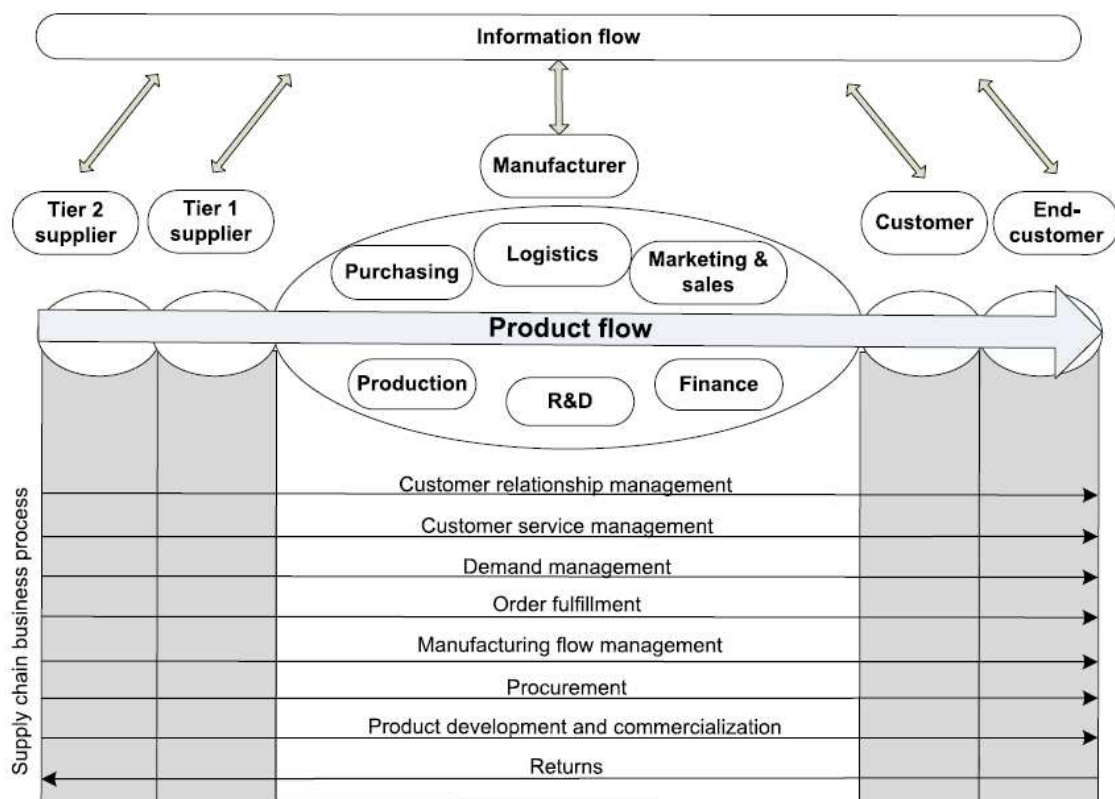 Information flow
Manufacturer
Tier 2
supplier
Tier 1
supplier
Customer
End-
customer
Purchasing
Logistics
Marketing &
sales
Product flow
Production
R&D
Finance
Supply chain business process
Customer relationship management
Customer service management
Demand management
Order fulfillment
Manufacturing flow management
Procurement
Product development and commercialization
Returns